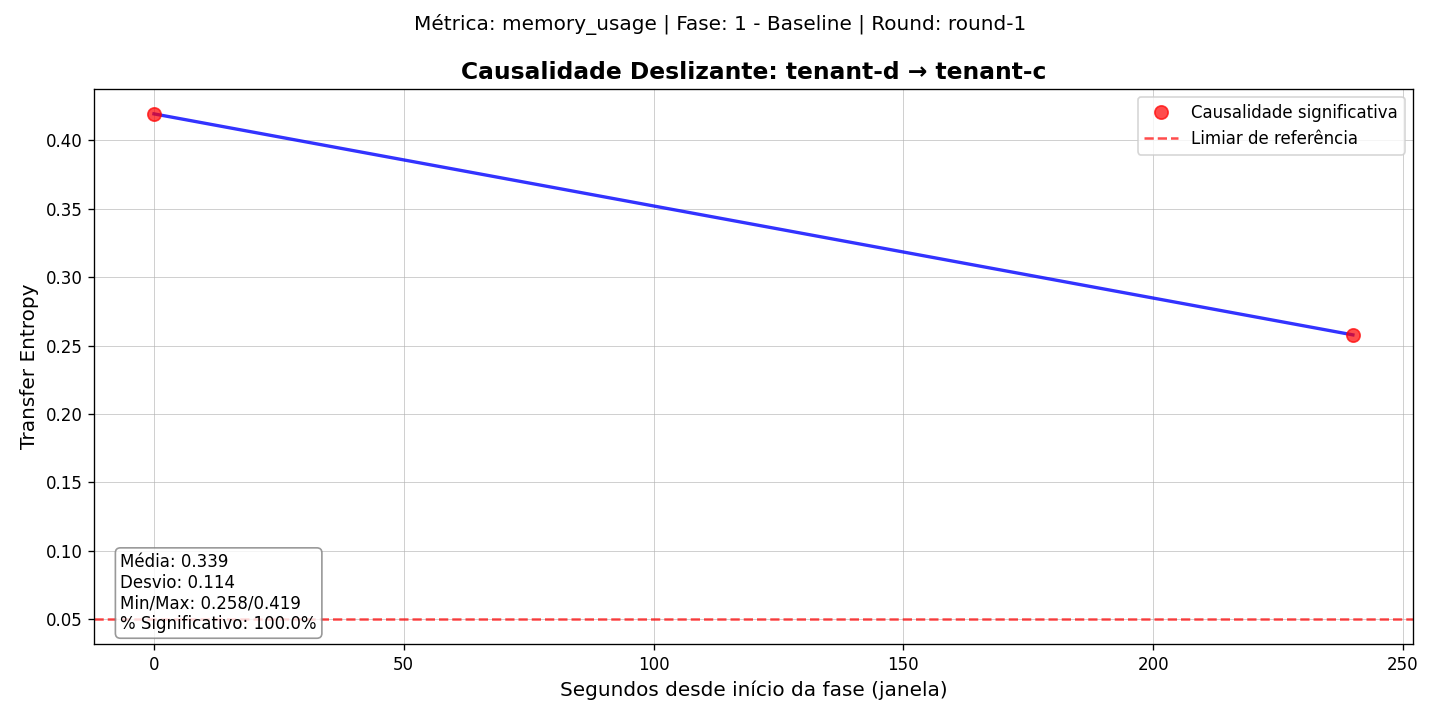 Métrica: memory_usage | Fase: 1 - Baseline | Round: round-1
Causalidade Deslizante: tenant-d → tenant-c
Causalidade significativa
Limiar de referência
Transfer Entropy
0.40
0.35
0.30
0.25
0.20
0.15
0.10
0.05
Média: 0.339
Desvio: 0.114
Min/Max: 0.258/0.419
% Significativo: 100.0%
0
50
100
150
200
250
Segundos desde início da fase (janela)